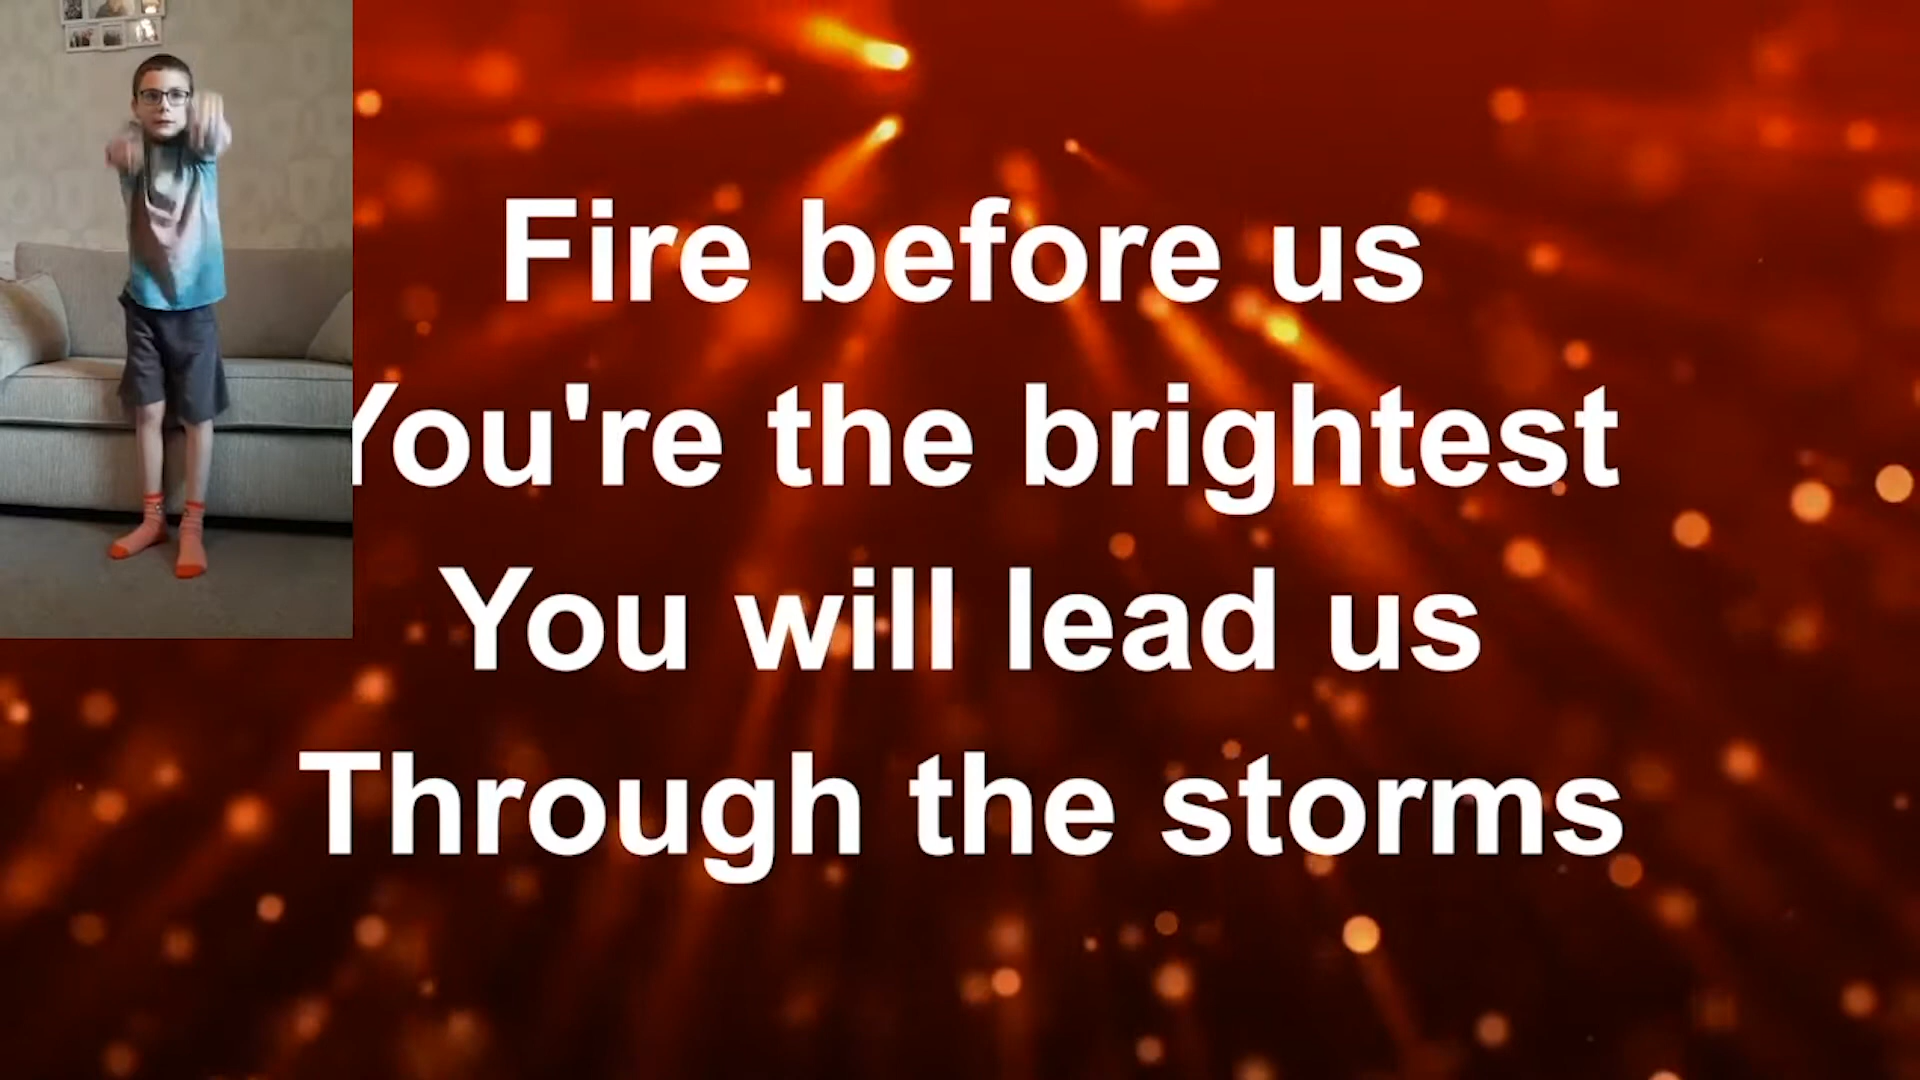 Fire before us
You're the brightest
You will lead us
Through the storms